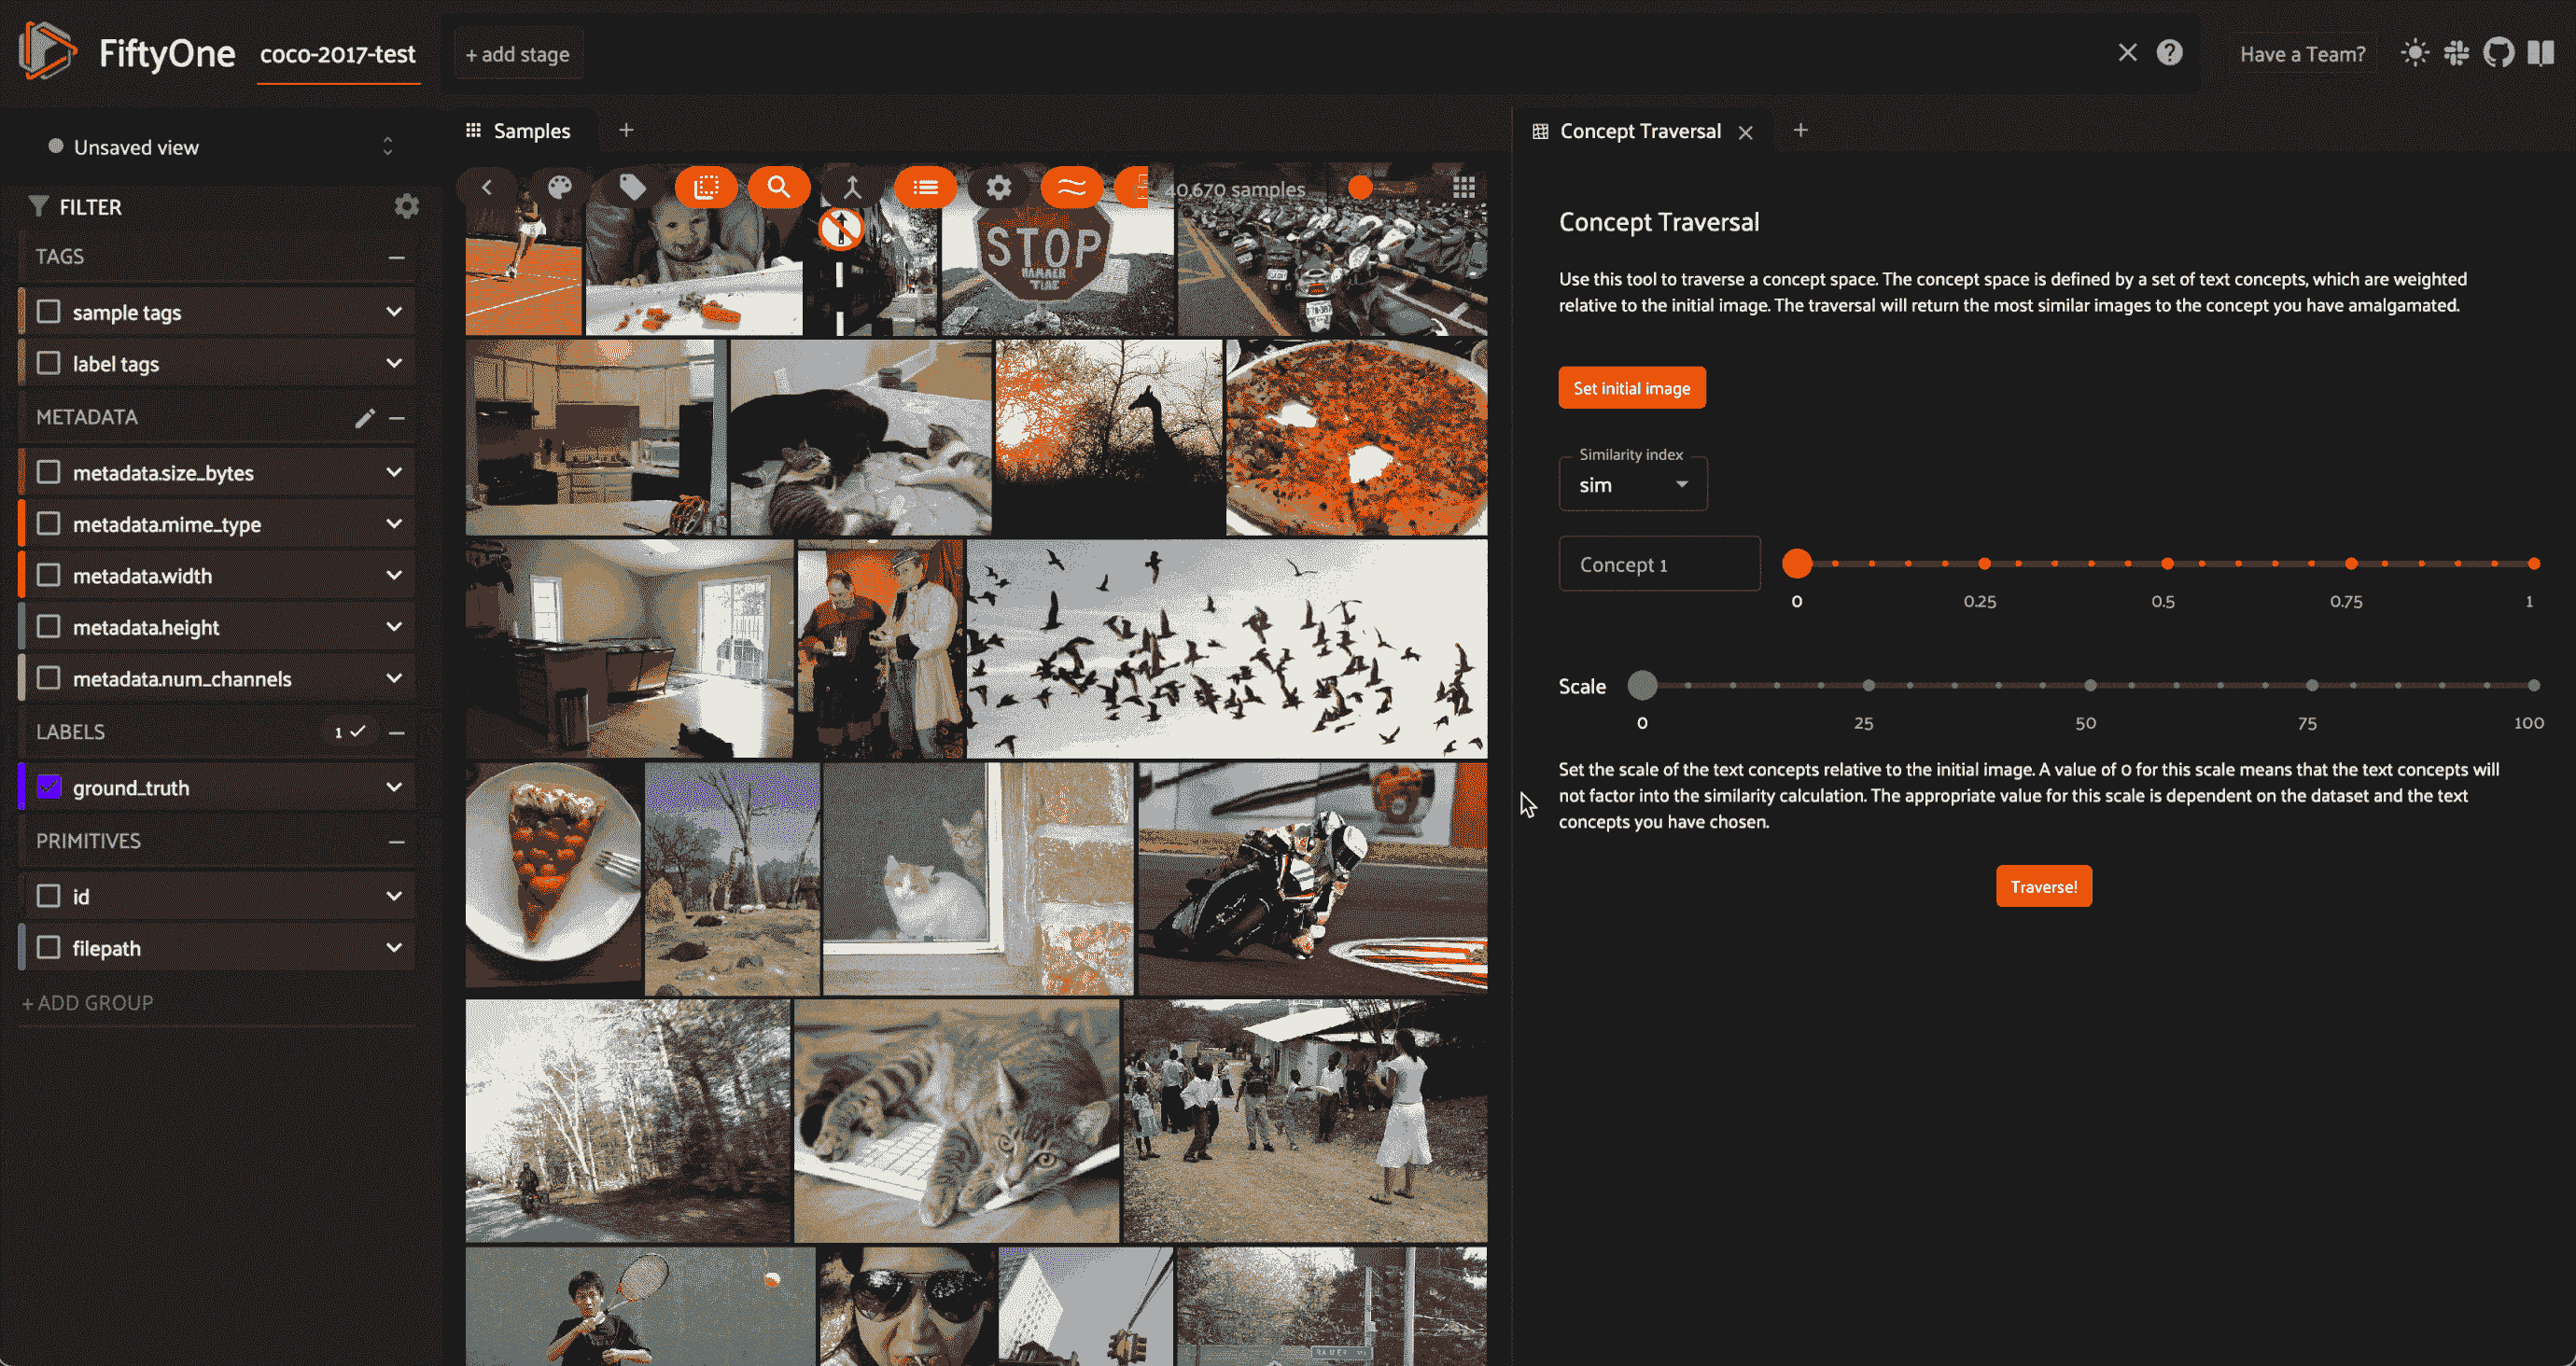 FiftyOne
coco-2017-test
+ add stage
Have a Team?
Unsaved view
FILTER
TAGS
sample tags
label tags
METADATA
metadata.size_bytes
metadata.mime_type
metadata.width
metadata.height
metadata.num_channels
LABELS
1
ground_truth
PRIMITIVES
id
filepath
+ ADD GROUP
Samples
+
40,670 samples
STOP
HAMMER
TIME
Concept Traversal
+
Concept Traversal
Use this tool to traverse a concept space. The concept space is defined by a set of text concepts, which are weighted
relative to the initial image. The traversal will return the most similar images to the concept you have amalgamated.
Set initial image
Similarity index
sim
Concept 1
0 0.25 0.5 0.75 1
Scale
0 25 50 75 100
Set the scale of the text concepts relative to the initial image. A value of 0 for this scale means that the text concepts will
not factor into the similarity calculation. The appropriate value for this scale is dependent on the dataset and the text
concepts you have chosen.
Traverse!